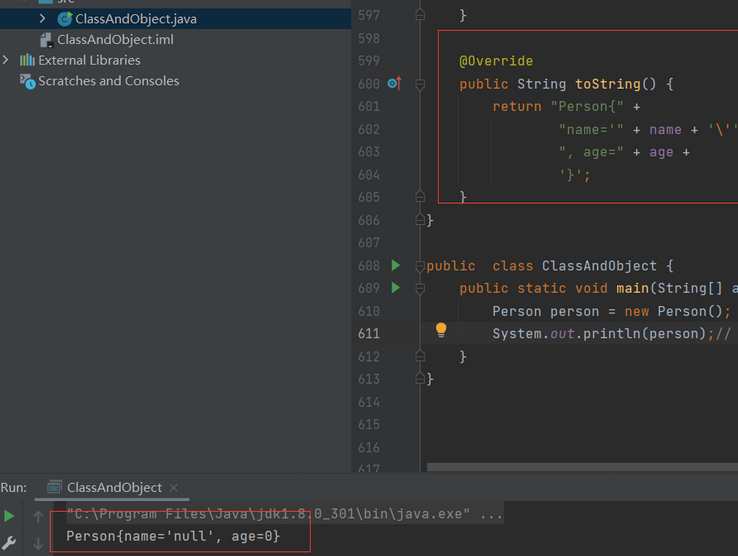 src
ClassAndObject.java
ClassAndObject.iml
External Libraries
Scratches and Consoles
597 }
598
599 @Override
600 public String toString() {
601 return "Person{" +
602 "name='" + name + '\''
603 ", age=" + age +
604 '}';
605 }
606 }
607
608 public  class ClassAndObject {
609 public static void main(String[] a
610 Person person = new Person();
611 System.out.println(person);//
612 }
613 }
614
615
616
617
Run: ClassAndObject ×
"C:\Program Files\Java\jdk1.8.0_301\bin\java.exe" ...
Person{name='null', age=0}